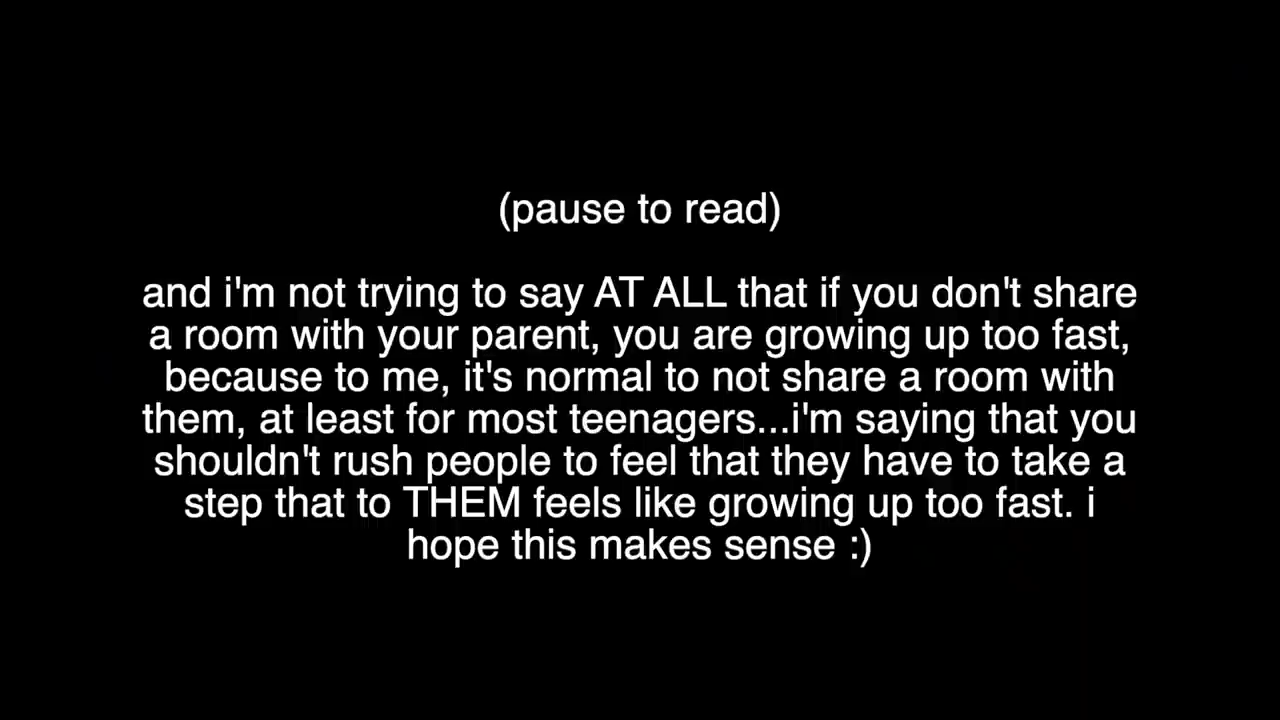 (pause to read)
and i'm not trying to say AT ALL that if you don't share
a room with your parent, you are growing up too fast,
because to me, it's normal to not share a room with
them, at least for most teenagers...i'm saying that you
shouldn't rush people to feel that they have to take a
step that to THEM feels like growing up too fast. i
hope this makes sense :)